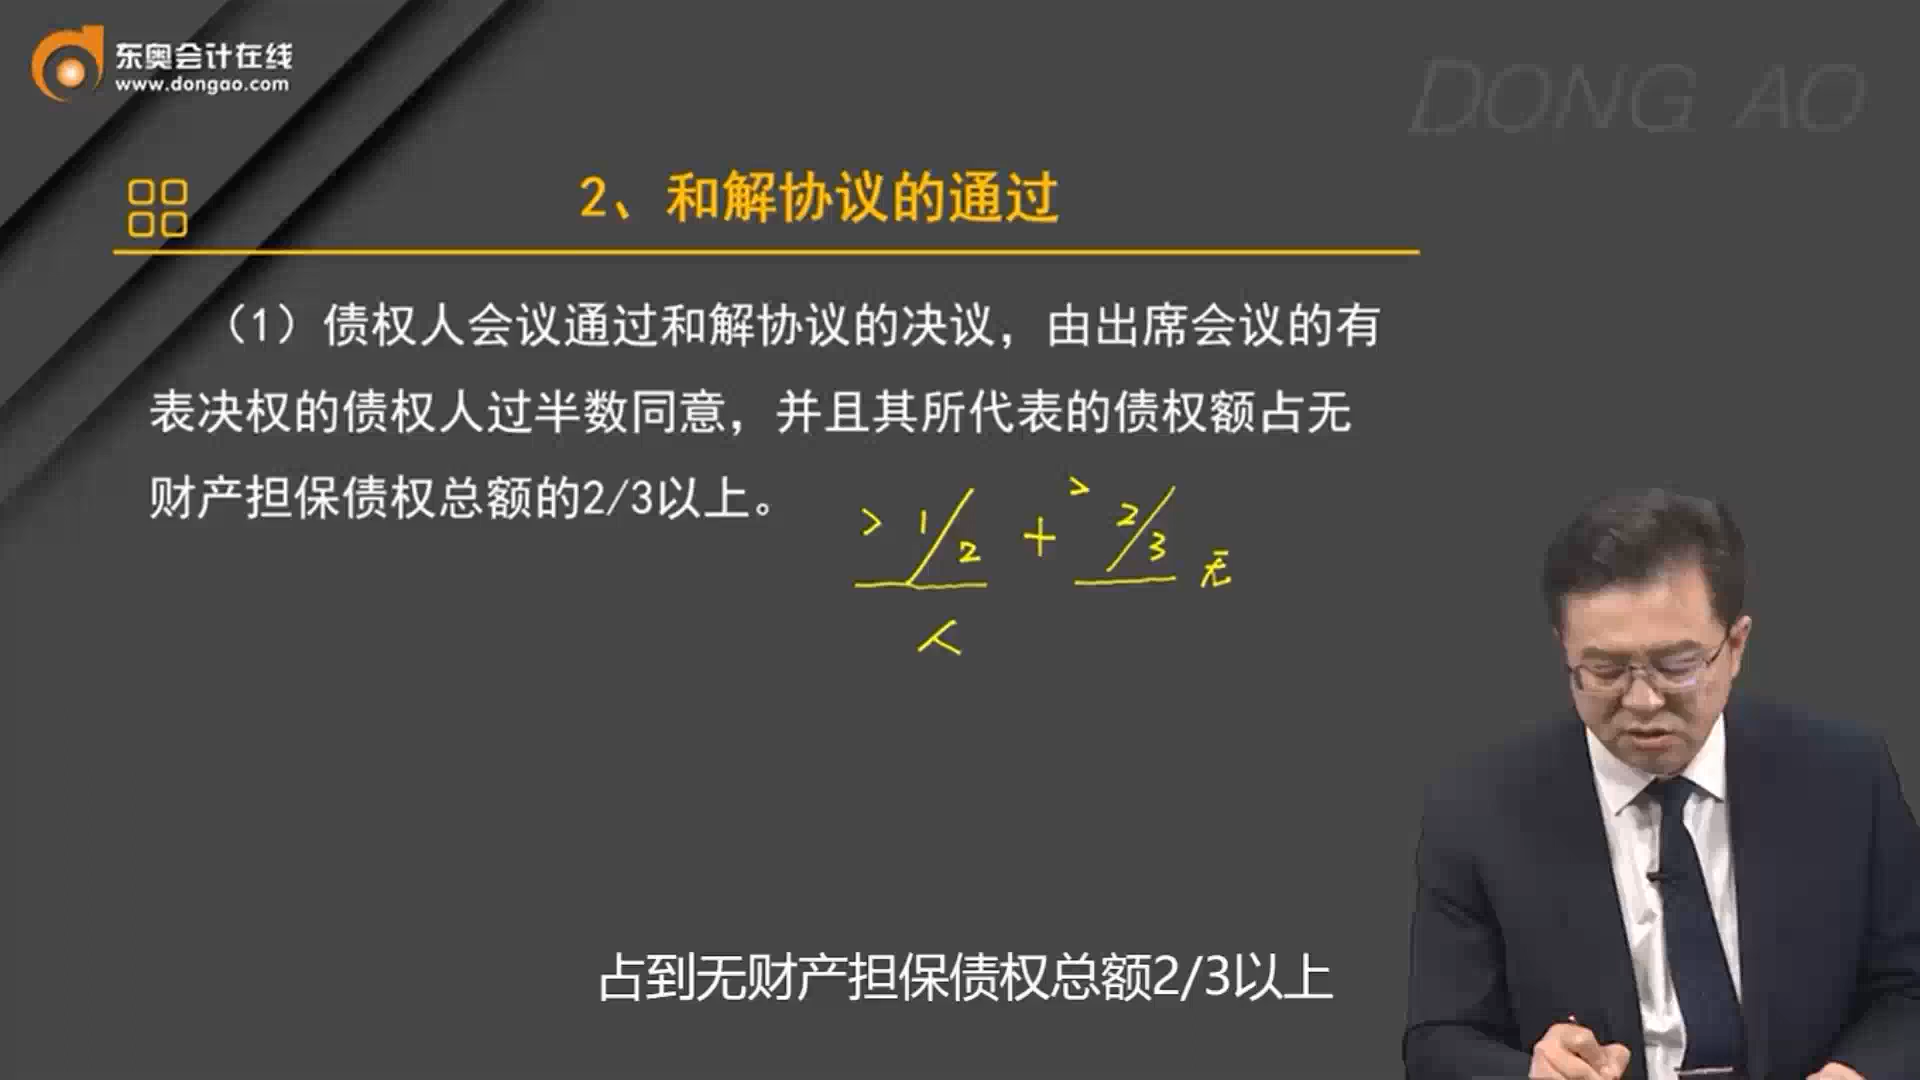 东奥会计在线
www.dongao.com
DONG AO
2、和解协议的通过
（1）债权人会议通过和解协议的决议，由出席会议的有
表决权的债权人过半数同意，并且其所代表的债权额占无
财产担保债权总额的2/3以上。
> 1/2 + > 2/3 无
人
占到无财产担保债权总额2/3以上